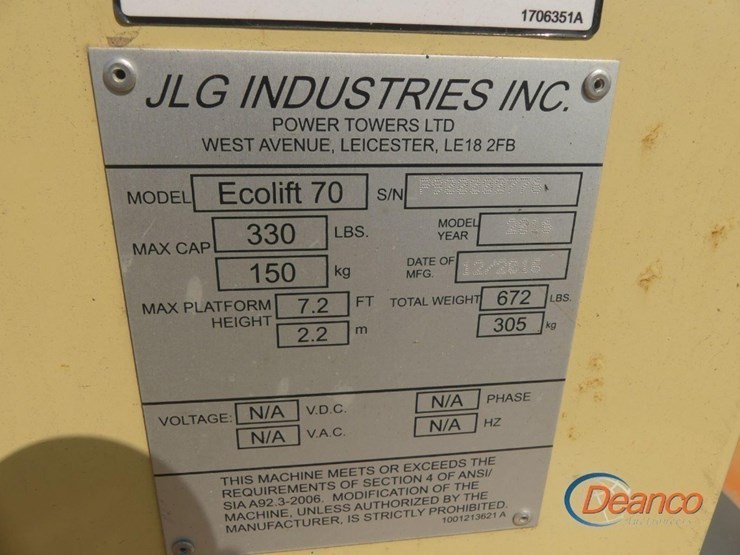 1706351A
JLG INDUSTRIES INC.
POWER TOWERS LTD
WEST AVENUE, LEICESTER, LE18 2FB
MODEL Ecolift 70 S/N
MAX CAP 330 LBS.
150 kg
MODEL YEAR
DATE OF MFG. 12/2016
MAX PLATFORM HEIGHT 7.2 FT
2.2 m
TOTAL WEIGHT 672 LBS.
305 kg
VOLTAGE: N/A V.D.C. N/A PHASE
N/A V.A.C. N/A HZ
THIS MACHINE MEETS OR EXCEEDS THE
REQUIREMENTS OF SECTION 4 OF ANSI/
SIA A92.3-2006. MODIFICATION OF THE
MACHINE, UNLESS AUTHORIZED BY THE
MANUFACTURER, IS STRICTLY PROHIBITED.
1001213621 A
Deanco